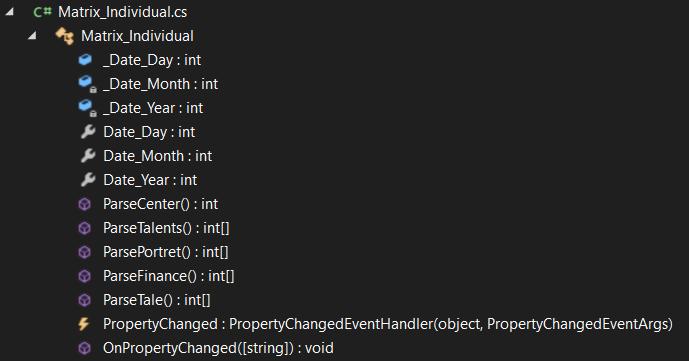 C# Matrix_Individual.cs
Matrix_Individual
_Date_Day : int
_Date_Month : int
_Date_Year : int
Date_Day : int
Date_Month : int
Date_Year : int
ParseCenter() : int
ParseTalents() : int[]
ParsePortret() : int[]
ParseFinance() : int[]
ParseTale() : int[]
PropertyChanged : PropertyChangedEventHandler(object, PropertyChangedEventArgs)
OnPropertyChanged([string]) : void